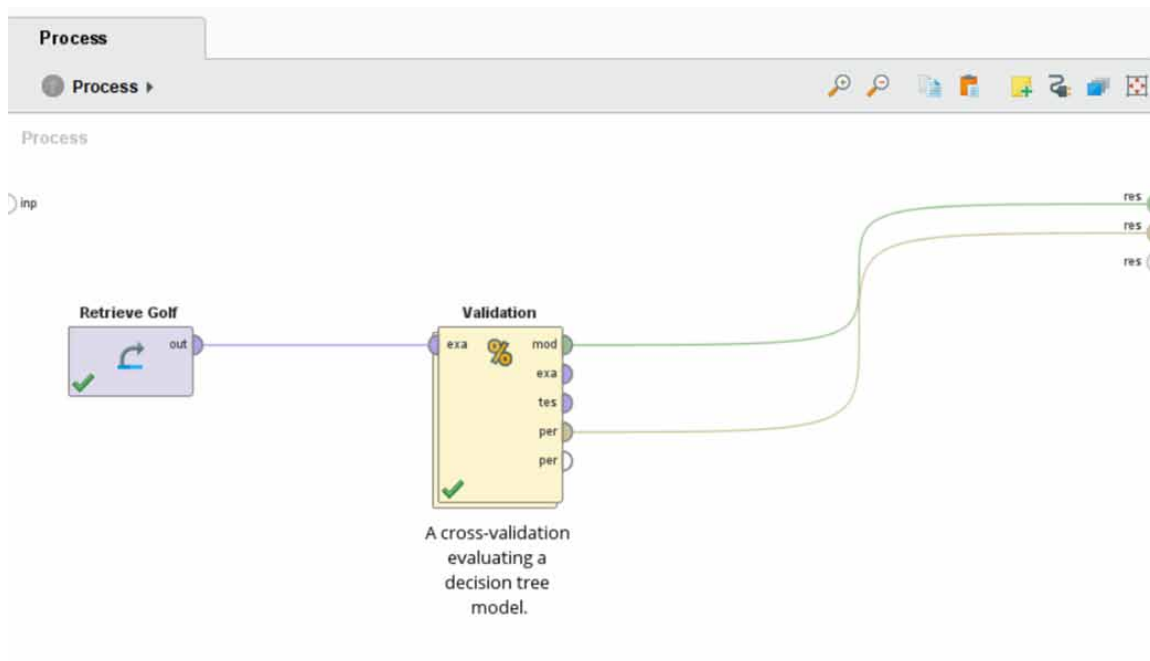 Process
Process
Process
inp
res
res
res
Retrieve Golf
out
Validation
exa
mod
exa
tes
per
per
A cross-validation
evaluating a
decision tree
model.